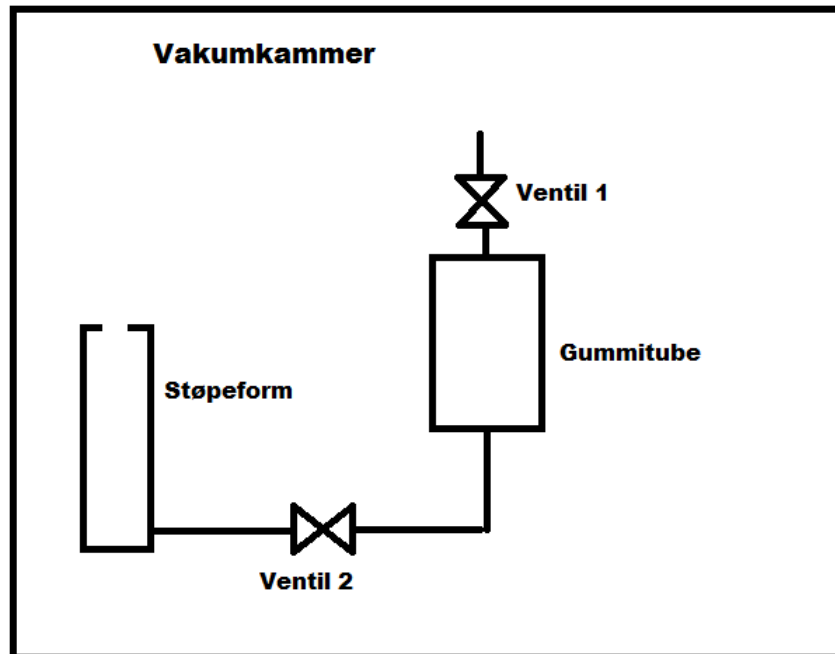 Vakumkammer
Ventil 1
Gummitube
Støpeform
Ventil 2